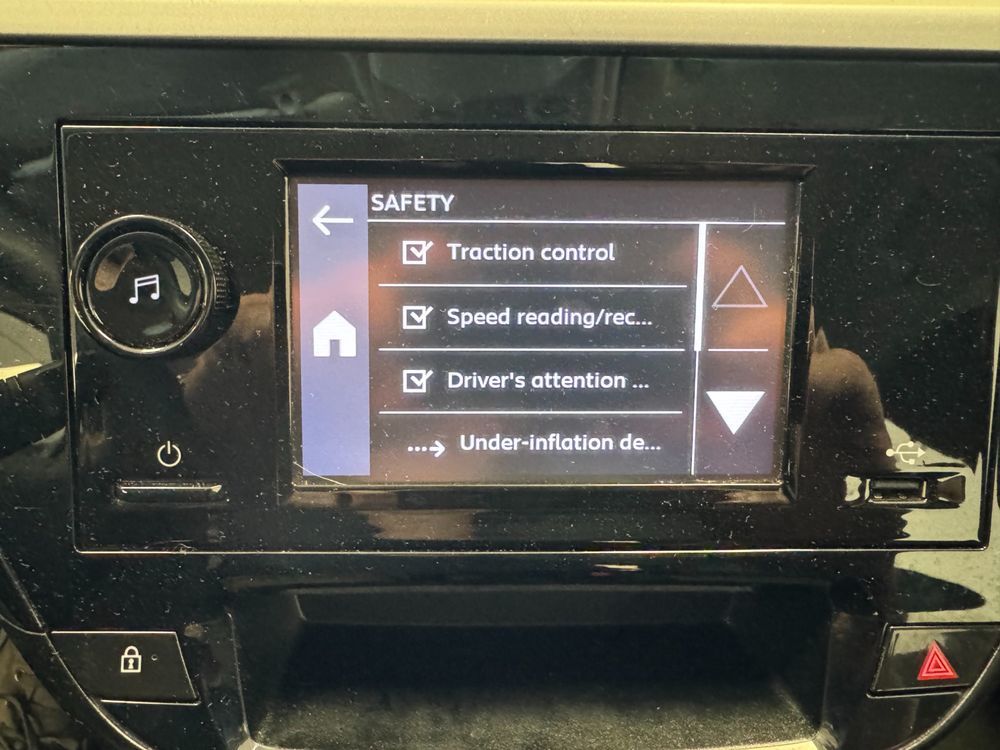 SAFETY
Traction control
Speed reading/rec...
Driver's attention ...
Under-inflation de...